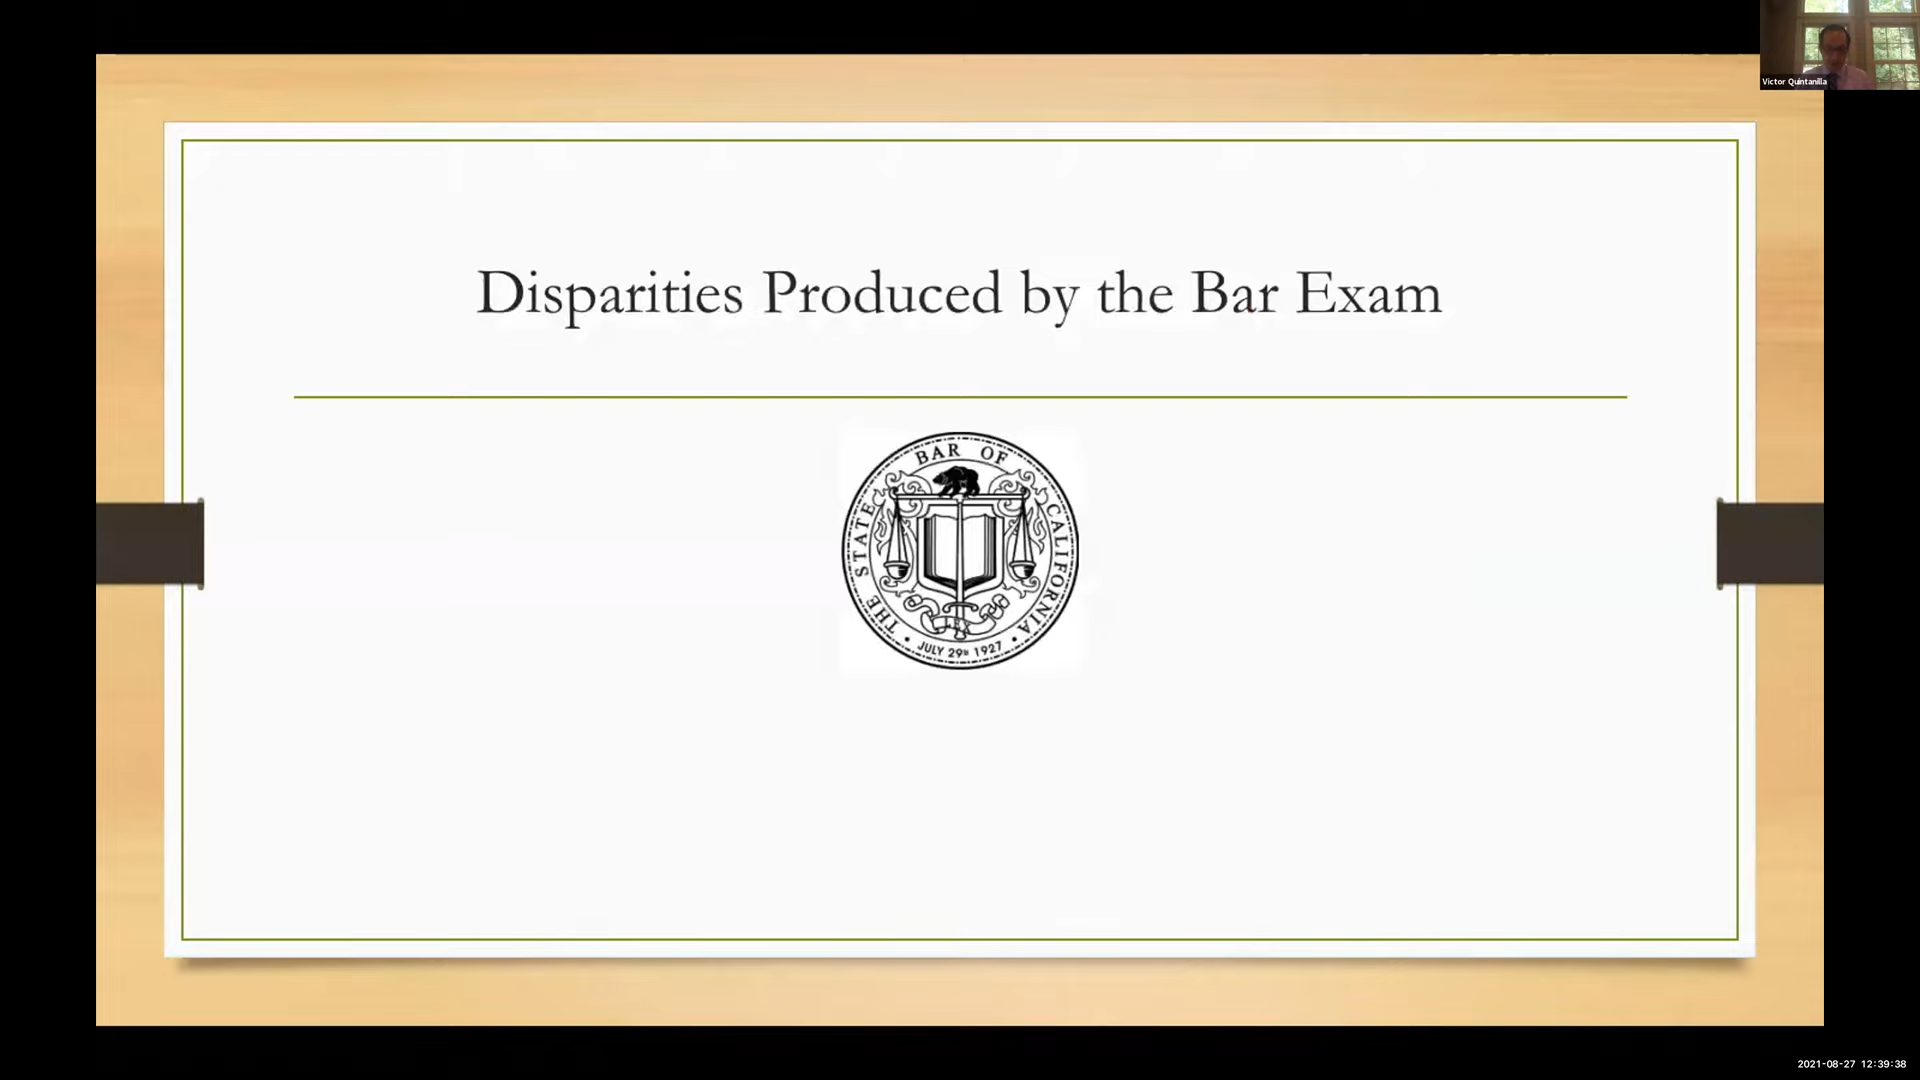 Victor Quintanilla
Disparities Produced by the Bar Exam
THE STATE BAR OF CALIFORNIA
LEX
• JULY 29TH 1927 •
2021-08-27 12:39:38